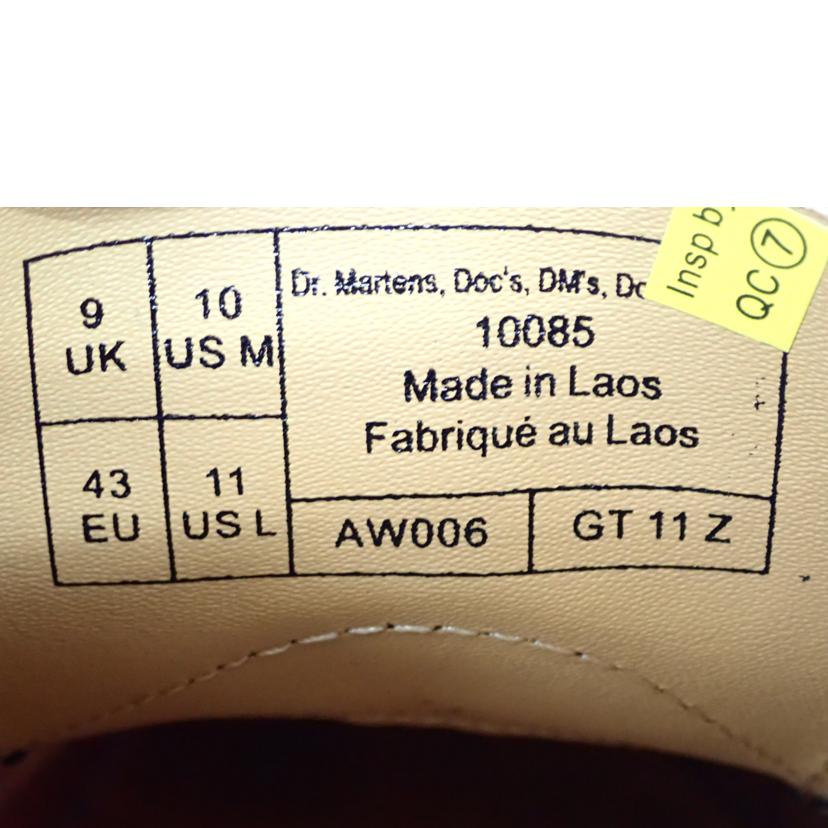 9
UK
10
US M
43
EU
11
US L
Dr. Martens, Doc's, DM's,
10085
Made in Laos
Fabriqué au Laos
AW006
GT 11 Z
Insp
QC 7